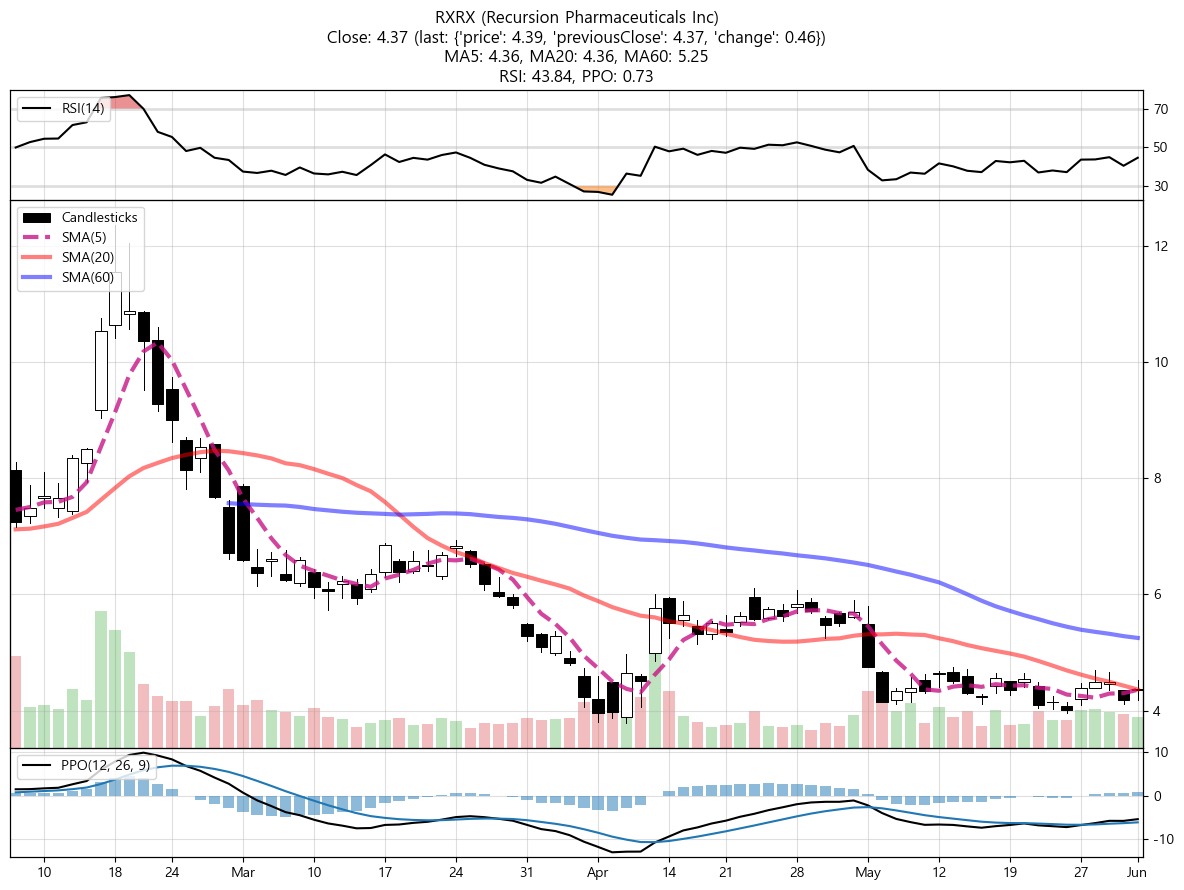 RXRX (Recursion Pharmaceuticals Inc)
Close: 4.37 (last: {'price': 4.39, 'previousClose': 4.37, 'change': 0.46})
MA5: 4.36, MA20: 4.36, MA60: 5.25
RSI: 43.84, PPO: 0.73
RSI(14)
70
50
30
Candlesticks
SMA(5)
SMA(20)
SMA(60)
12
10
8
6
4
PPO(12, 26, 9)
10
0
-10
10 18 24 Mar 10 17 24 Apr 14 21 28 May 12 19 27 Jun